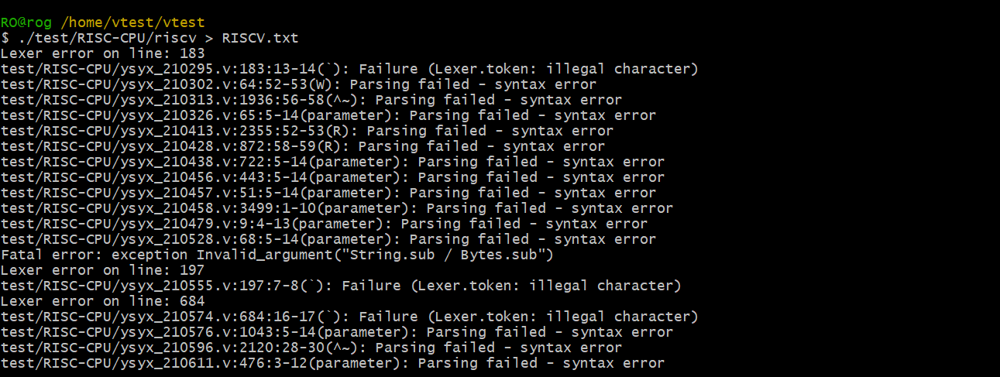 RO@rog /home/vtest/vtest
$ ./test/RISC-CPU/riscv > RISCV.txt
Lexer error on line: 183
test/RISC-CPU/ysyx_210295.v:183:13-14(`): Failure (Lexer.token: illegal character)
test/RISC-CPU/ysyx_210302.v:64:52-53(W): Parsing failed - syntax error
test/RISC-CPU/ysyx_210313.v:1936:56-58(^~): Parsing failed - syntax error
test/RISC-CPU/ysyx_210326.v:65:5-14(parameter): Parsing failed - syntax error
test/RISC-CPU/ysyx_210413.v:2355:52-53(R): Parsing failed - syntax error
test/RISC-CPU/ysyx_210428.v:872:58-59(R): Parsing failed - syntax error
test/RISC-CPU/ysyx_210438.v:722:5-14(parameter): Parsing failed - syntax error
test/RISC-CPU/ysyx_210456.v:443:5-14(parameter): Parsing failed - syntax error
test/RISC-CPU/ysyx_210457.v:51:5-14(parameter): Parsing failed - syntax error
test/RISC-CPU/ysyx_210458.v:3499:1-10(parameter): Parsing failed - syntax error
test/RISC-CPU/ysyx_210479.v:9:4-13(parameter): Parsing failed - syntax error
test/RISC-CPU/ysyx_210528.v:68:5-14(parameter): Parsing failed - syntax error
Fatal error: exception Invalid_argument("String.sub / Bytes.sub")
Lexer error on line: 197
test/RISC-CPU/ysyx_210555.v:197:7-8(`): Failure (Lexer.token: illegal character)
Lexer error on line: 684
test/RISC-CPU/ysyx_210574.v:684:16-17(`): Failure (Lexer.token: illegal character)
test/RISC-CPU/ysyx_210576.v:1043:5-14(parameter): Parsing failed - syntax error
test/RISC-CPU/ysyx_210596.v:2120:28-30(^~): Parsing failed - syntax error
test/RISC-CPU/ysyx_210611.v:476:3-12(parameter): Parsing failed - syntax error